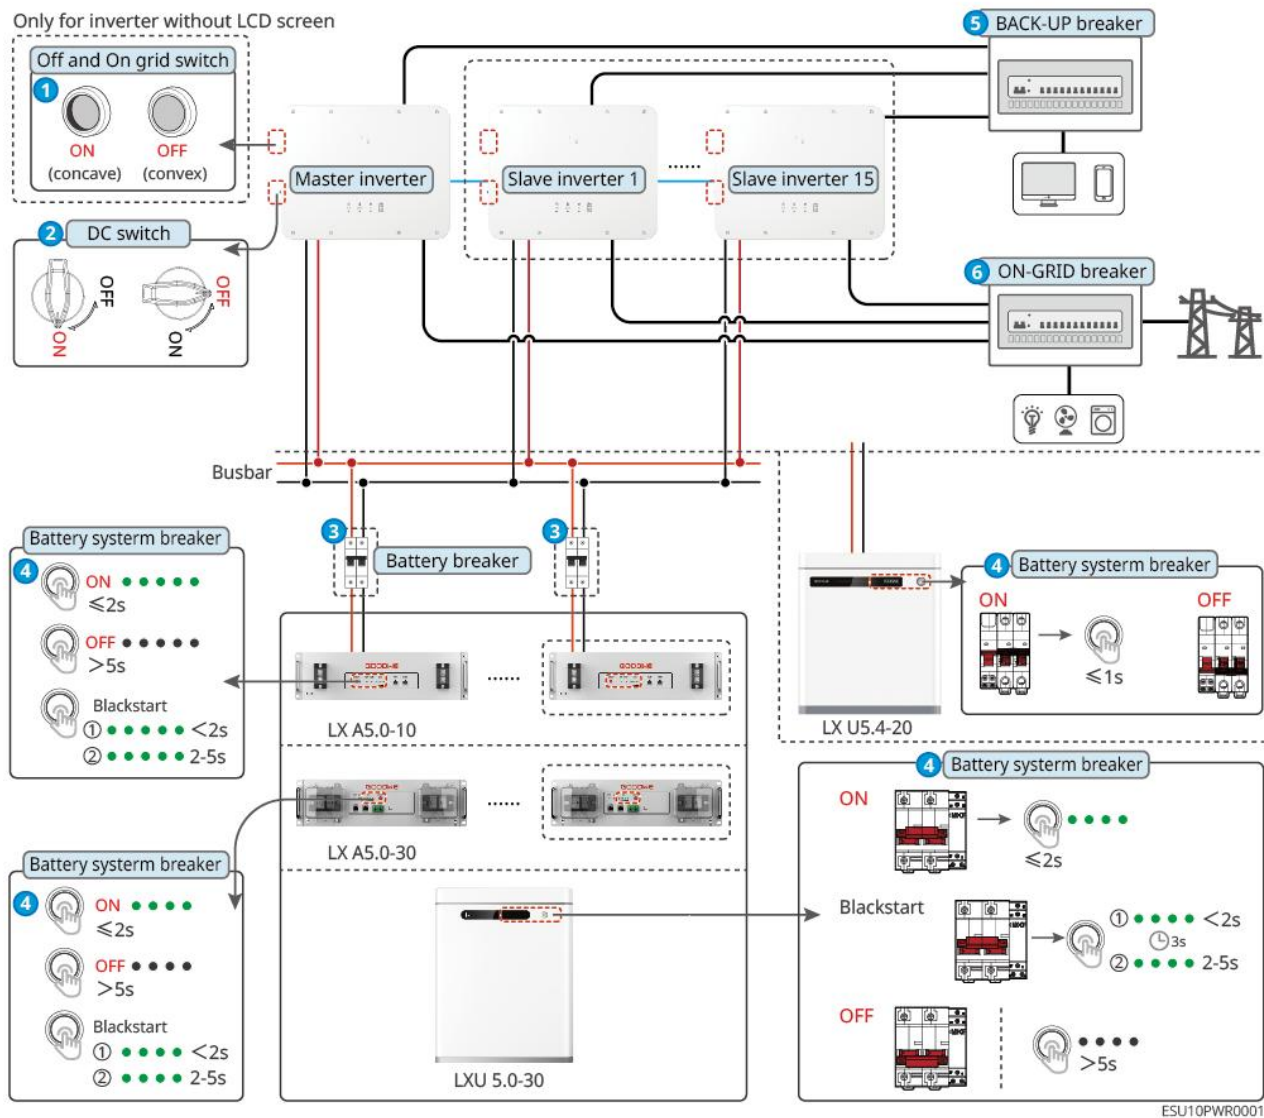 Only for inverter without LCD screen
Off and On grid switch
1
ON
OFF
(concave)
(convex)
2
DC switch
OFF
ON
OFF
ON
Master inverter
Slave inverter 1
......
Slave inverter 15
5
BACK-UP breaker
6
ON-GRID breaker
Busbar
3
Battery breaker
3
Battery systerm breaker
4
ON
≤2s
OFF
>5s
Blackstart
① <2s
② 2-5s
GOODWE
......
GOODWE
LX A5.0-10
GOODWE
......
GOODWE
LX A5.0-30
LXU 5.0-30
Battery systerm breaker
4
ON
≤2s
OFF
>5s
Blackstart
① <2s
② 2-5s
LX U5.4-20
4
Battery systerm breaker
ON
OFF
≤1s
4
Battery systerm breaker
ON
≤2s
Blackstart
① <2s
3s
② 2-5s
OFF
>5s
ESU10PWR0001